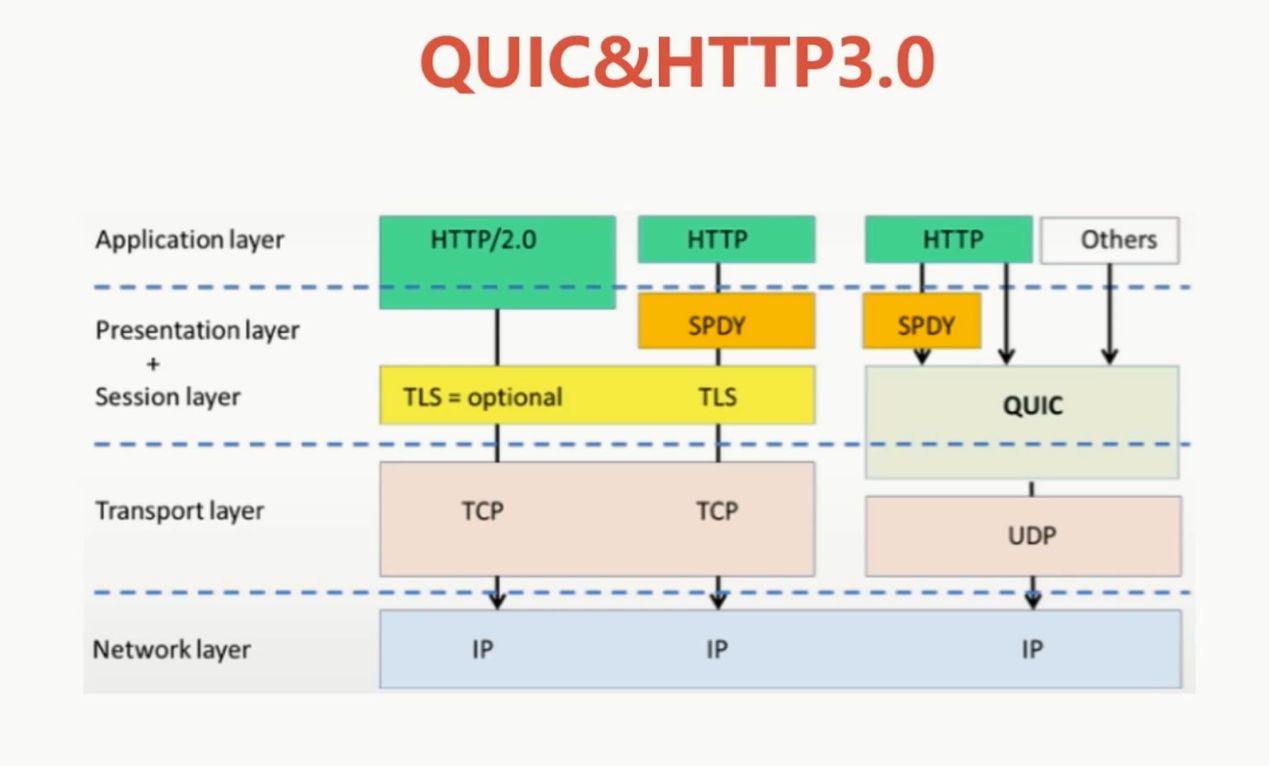 QUIC&HTTP3.0
Application layer
HTTP/2.0
HTTP
HTTP
Others
Presentation layer
+
Session layer
SPDY
SPDY
TLS = optional
TLS
QUIC
Transport layer
TCP
TCP
UDP
Network layer
IP
IP
IP